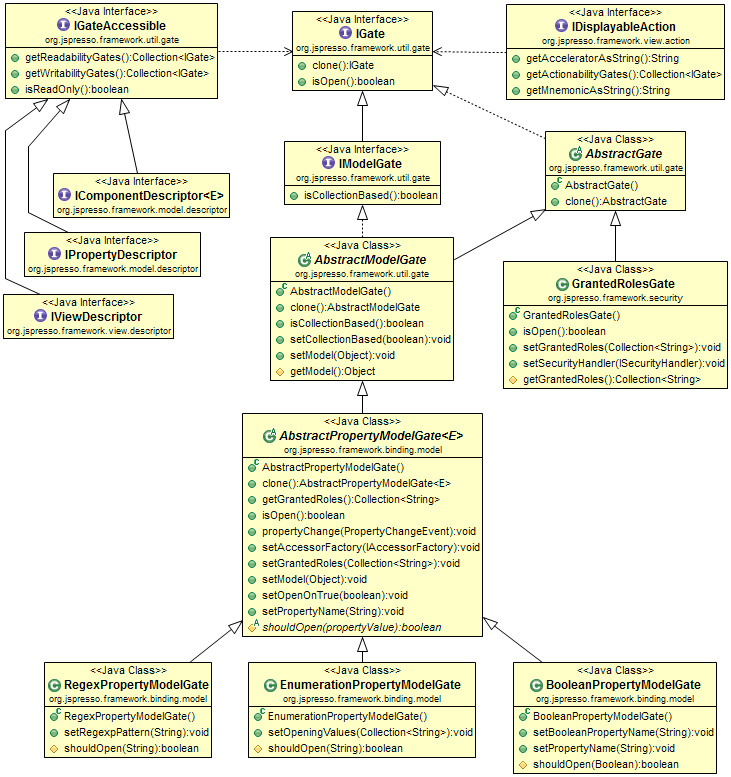 <<Java Interface>>
IGateAccessible
org.jspresso.framework.util.gate
getReadabilityGates():Collection<IGate>
getWritabilityGates():Collection<IGate>
isReadOnly():boolean
<<Java Interface>>
IGate
org.jspresso.framework.util.gate
clone():IGate
isOpen():boolean
<<Java Interface>>
IDisplayableAction
org.jspresso.framework.view.action
getAcceleratorAsString():String
getActionabilityGates():Collection<IGate>
getMnemonicAsString():String
<<Java Interface>>
IModelGate
org.jspresso.framework.util.gate
isCollectionBased():boolean
<<Java Class>>
AbstractGate
org.jspresso.framework.util.gate
AbstractGate()
clone():AbstractGate
<<Java Interface>>
IComponentDescriptor<E>
org.jspresso.framework.model.descriptor
<<Java Interface>>
IPropertyDescriptor
org.jspresso.framework.model.descriptor
<<Java Interface>>
IViewDescriptor
org.jspresso.framework.view.descriptor
<<Java Class>>
AbstractModelGate
org.jspresso.framework.util.gate
AbstractModelGate()
clone():AbstractModelGate
isCollectionBased():boolean
setCollectionBased(boolean):void
setModel(Object):void
getModel():Object
<<Java Class>>
GrantedRolesGate
org.jspresso.framework.security
GrantedRolesGate()
isOpen():boolean
setGrantedRoles(Collection<String>):void
setSecurityHandler(ISecurityHandler):void
getGrantedRoles():Collection<String>
<<Java Class>>
AbstractPropertyModelGate<E>
org.jspresso.framework.binding.model
AbstractPropertyModelGate()
clone():AbstractPropertyModelGate<E>
getGrantedRoles():Collection<String>
isOpen():boolean
propertyChange(PropertyChangeEvent):void
setAccessorFactory(IAccessorFactory):void
setGrantedRoles(Collection<String>):void
setModel(Object):void
setOpenOnTrue(boolean):void
setPropertyName(String):void
shouldOpen(propertyValue):boolean
<<Java Class>>
RegexPropertyModelGate
org.jspresso.framework.binding.model
RegexPropertyModelGate()
setRegexpPattern(String):void
shouldOpen(String):boolean
<<Java Class>>
EnumerationPropertyModelGate
org.jspresso.framework.binding.model
EnumerationPropertyModelGate()
setOpeningValues(Collection<String>):void
shouldOpen(String):boolean
<<Java Class>>
BooleanPropertyModelGate
org.jspresso.framework.binding.model
BooleanPropertyModelGate()
setBooleanPropertyName(String):void
setPropertyName(String):void
shouldOpen(Boolean):boolean